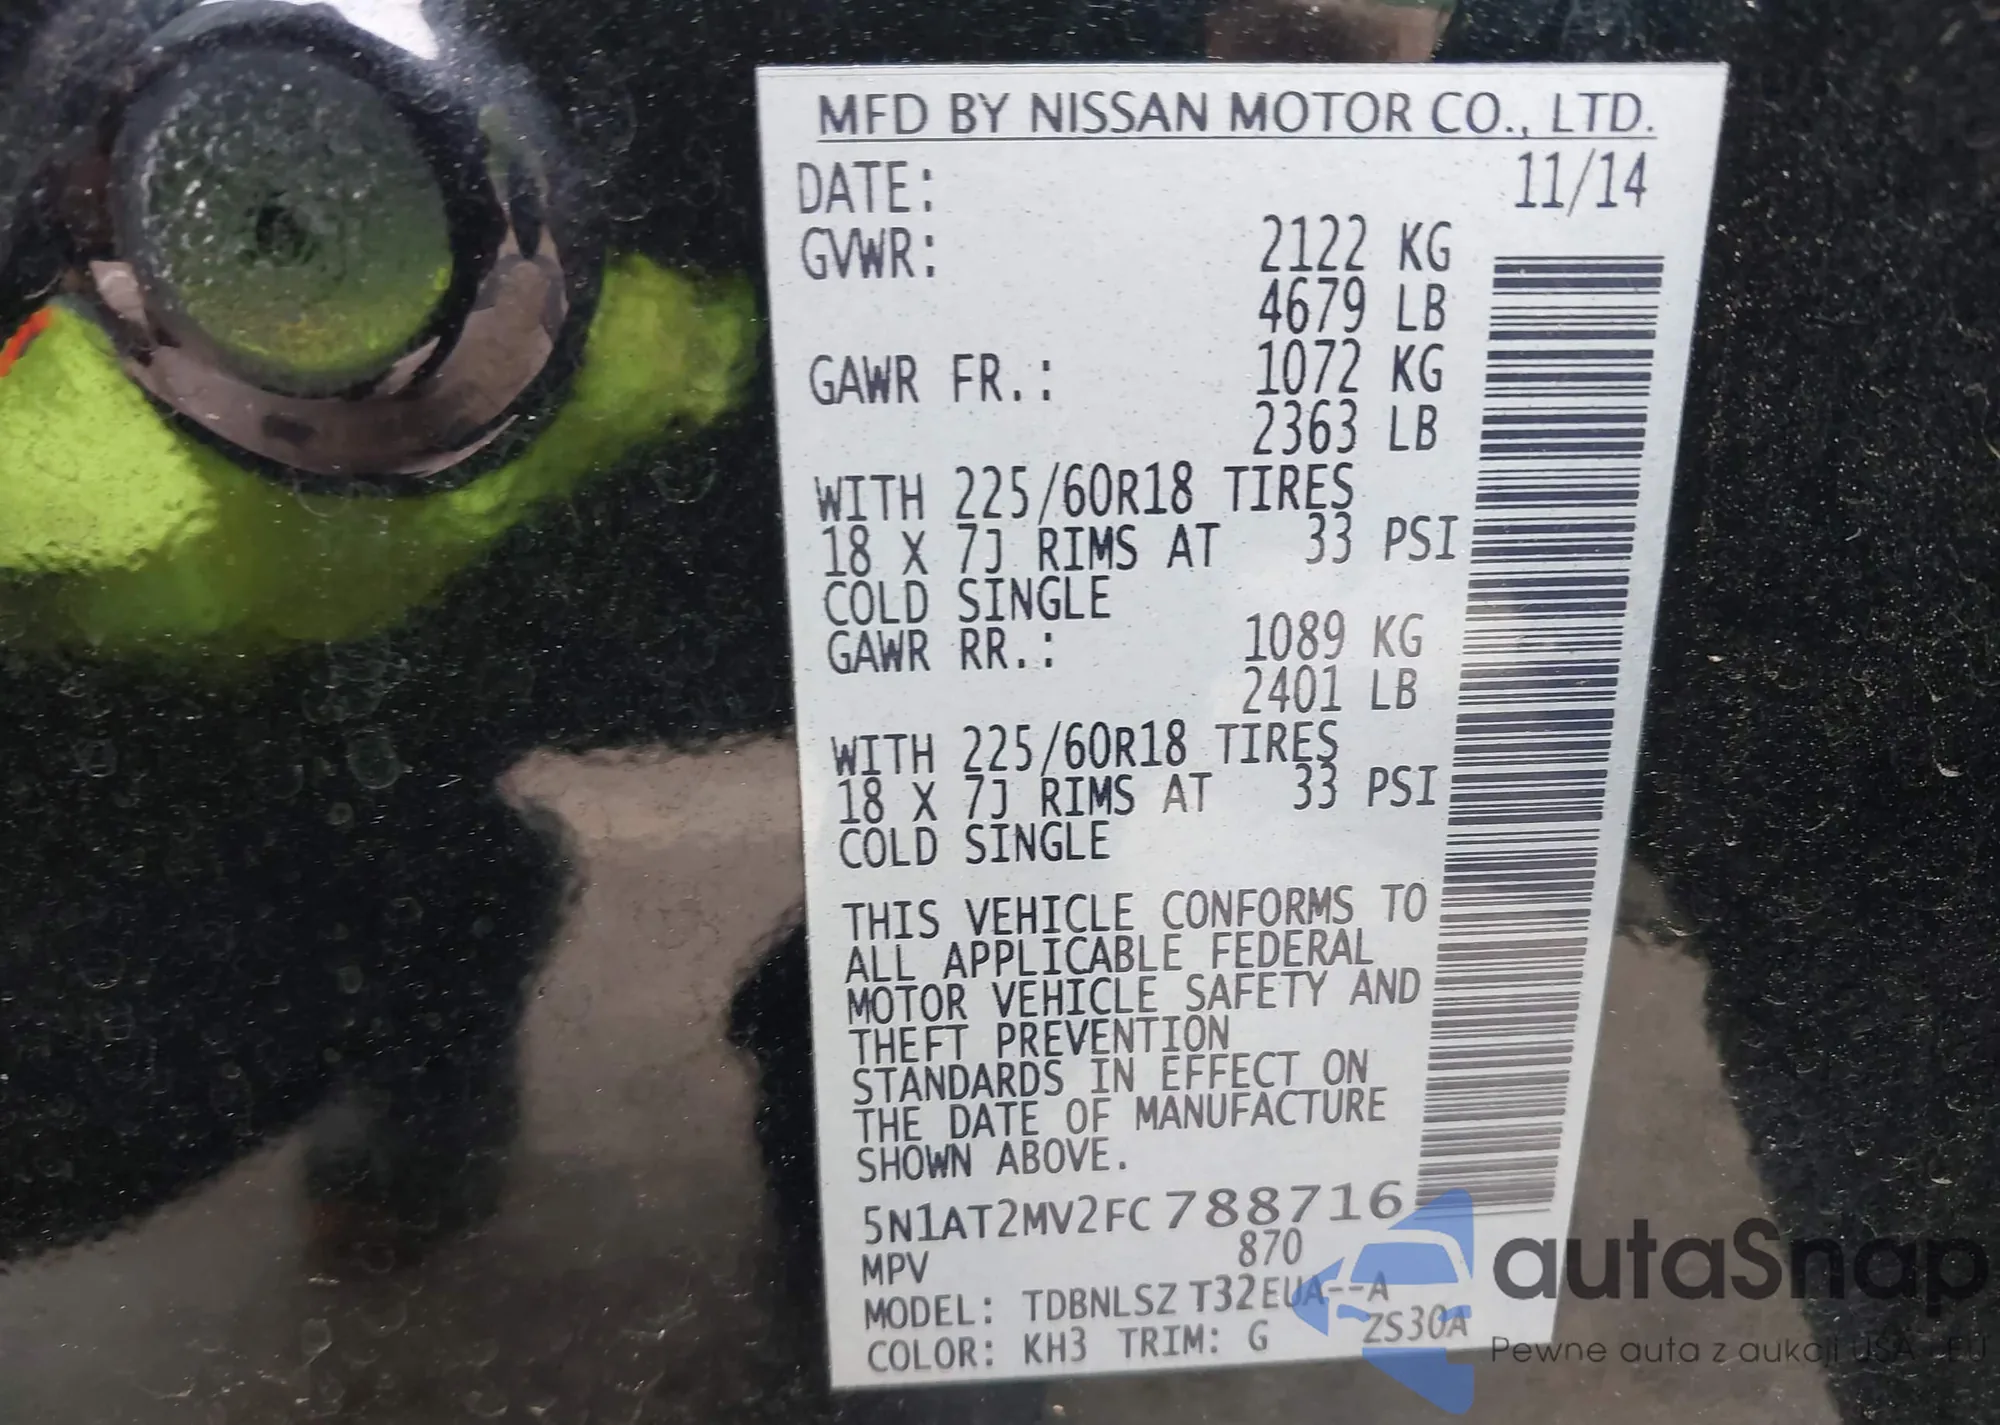 MFD BY NISSAN MOTOR CO., LTD.
DATE: 11/14
GVWR: 2122 KG
4679 LB
GAWR FR.: 1072 KG
2363 LB
WITH 225/60R18 TIRES
18 X 7J RIMS AT 33 PSI
COLD SINGLE
GAWR RR.: 1089 KG
2401 LB
WITH 225/60R18 TIRES
18 X 7J RIMS AT 33 PSI
COLD SINGLE
THIS VEHICLE CONFORMS TO
ALL APPLICABLE FEDERAL
MOTOR VEHICLE SAFETY AND
THEFT PREVENTION
STANDARDS IN EFFECT ON
THE DATE OF MANUFACTURE
SHOWN ABOVE.
5N1AT2MV2FC788716
MPV 870
MODEL: TDBNLSZ T32EUA--A
COLOR: KH3 TRIM: G ZS30A
autaSnap
Pewne auta z aukcji USA - EU